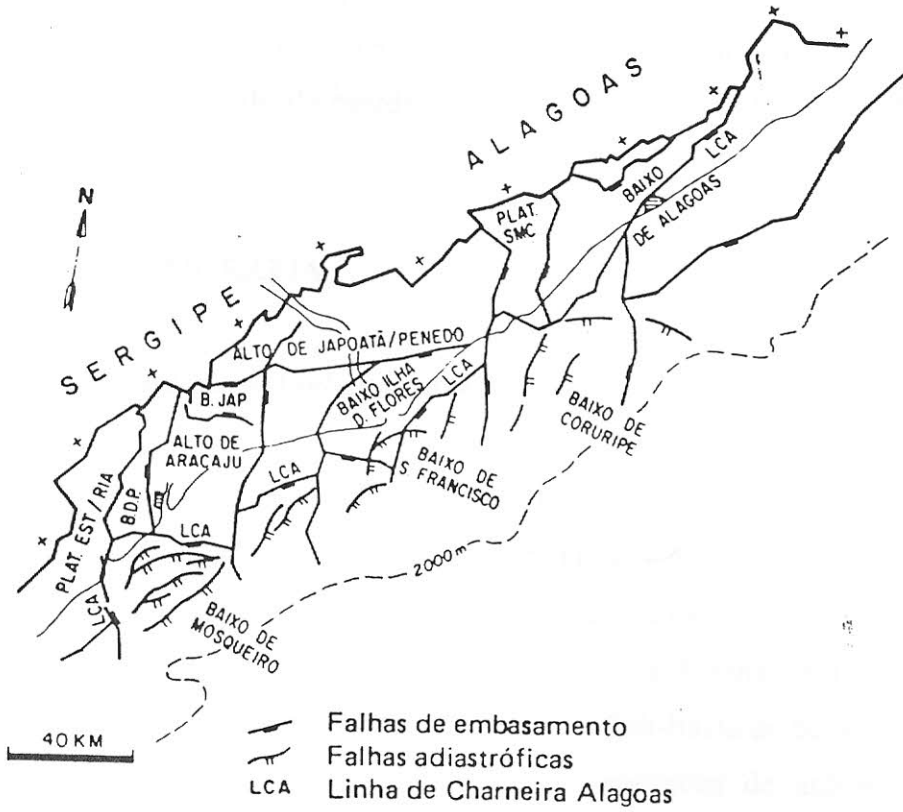 ALAGOAS
SERGIPE
N
LCA
BAIXO
DE ALAGOAS
PLAT.
SMC
ALTO DE JAPOATÃ/PENEDO
B. JAP
BAIXO ILHA
D. FLORES
LCA
ALTO DE
ARACAJU
BAIXO DE
CORURIPE
BAIXO DE
S FRANCISCO
LCA
B.D.P.
PLAT. EST/RIA
LCA
LCA
2000m
BAIXO DE
MOSQUEIRO
40 KM
Falhas de embasamento
Falhas adiastróficas
LCA Linha de Charneira Alagoas